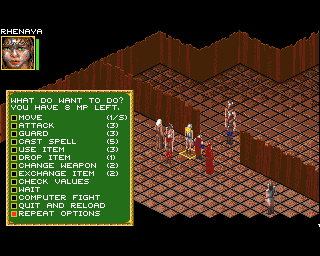 RHENAYA
WHAT DO WANT TO DO?
YOU HAVE 8 MP LEFT.
MOVE (1/S)
ATTACK (3)
GUARD (3)
CAST SPELL (5)
USE ITEM (3)
DROP ITEM (1)
CHANGE WEAPON (2)
EXCHANGE ITEM (2)
CHECK VALUES
WAIT
COMPUTER FIGHT
QUIT AND RELOAD
REPEAT OPTIONS